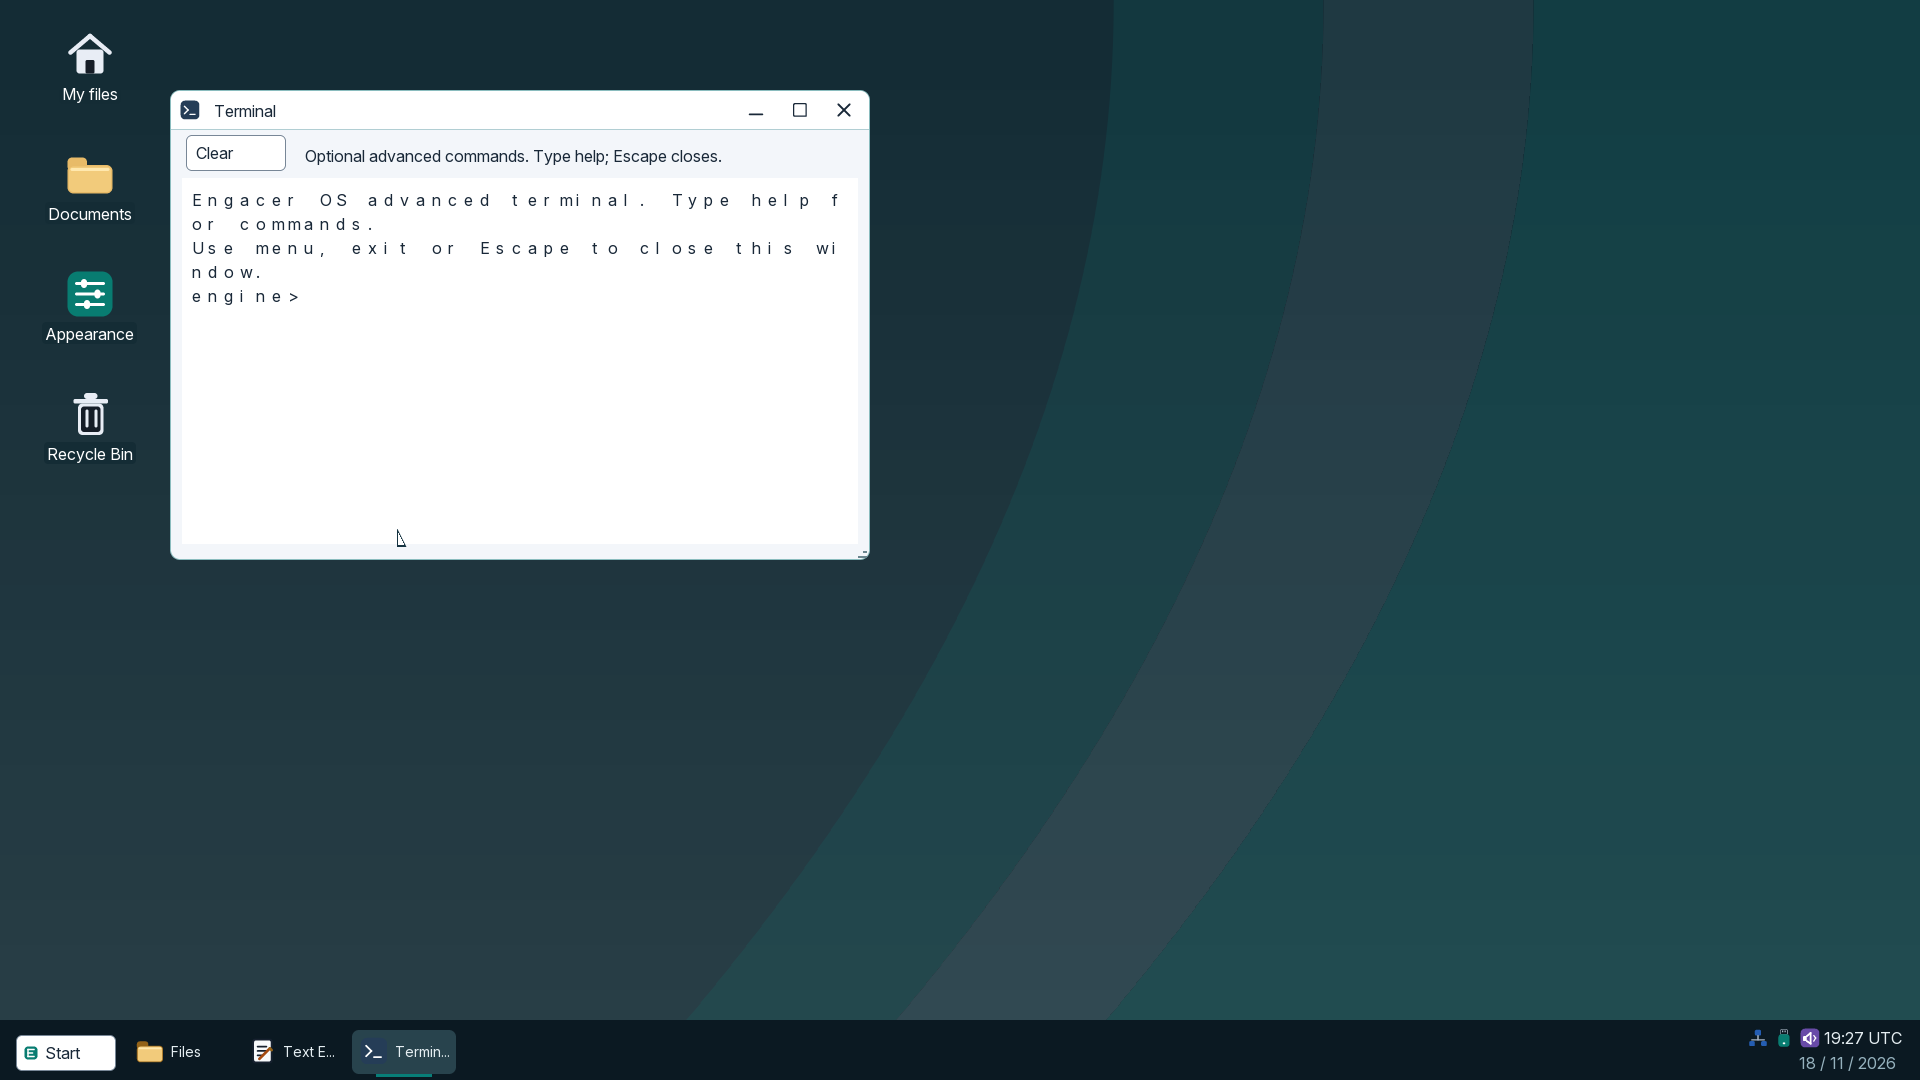 My files
Documents
Appearance
Recycle Bin
Terminal
Clear
Optional advanced commands. Type help; Escape closes.
Engacer OS advanced terminal. Type help f
or commands.
Use menu, exit or Escape to close this wi
ndow.
engine>
Start
Files
Text E...
Termin...
19:27 UTC
18 / 11 / 2026